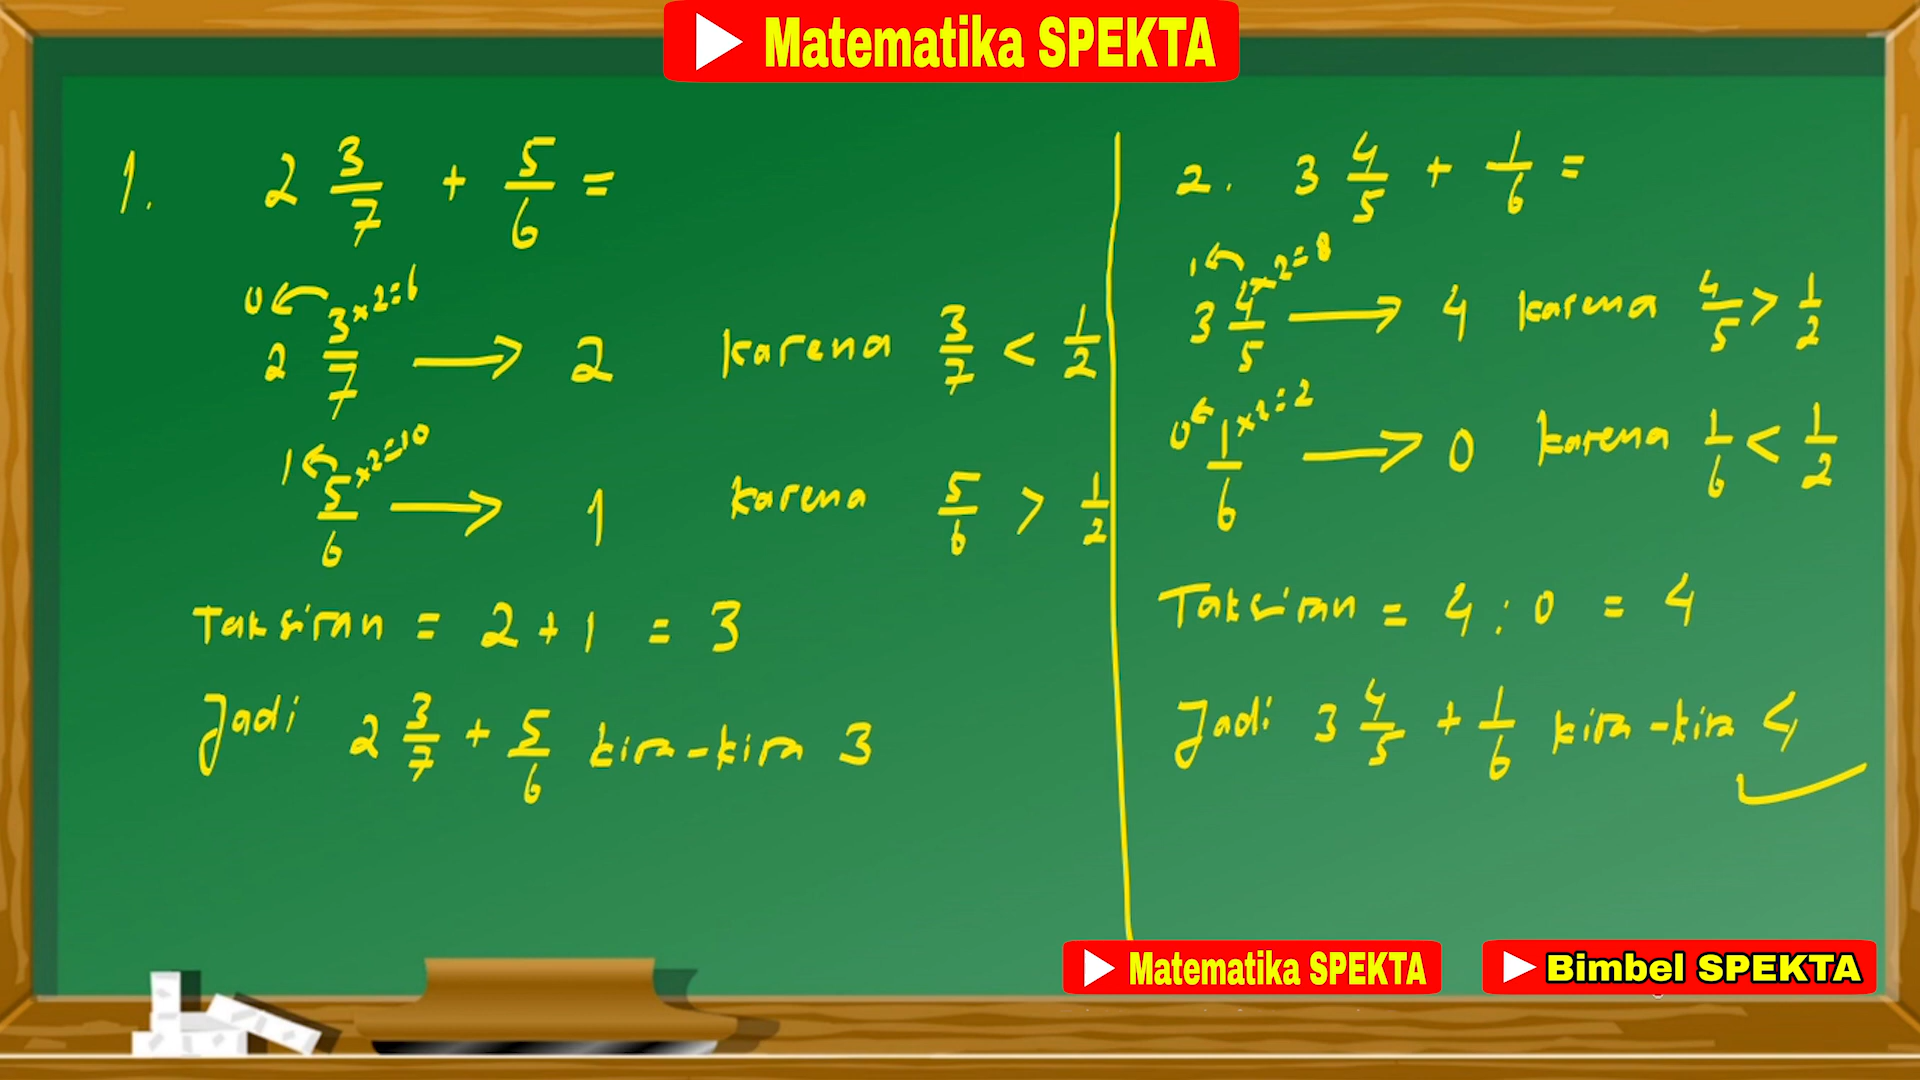 Matematika SPEKTA
1. 2 3/7 + 5/6 =
0 ← 3 × 2 = 6
2 3/7 → 2 karena 3/7 < 1/2
1 ← 5 × 2 = 10
5/6 → 1 karena 5/6 > 1/2
Taksiran = 2 + 1 = 3
Jadi 2 3/7 + 5/6 kira-kira 3
2. 3 4/5 + 1/6 =
1 ← 4 × 2 = 8
3 4/5 → 4 karena 4/5 > 1/2
0 ← 1 × 2 = 2
1/6 → 0 karena 1/6 < 1/2
Taksiran = 4 : 0 = 4
Jadi 3 4/5 + 1/6 kira-kira 4
Matematika SPEKTA
Bimbel SPEKTA